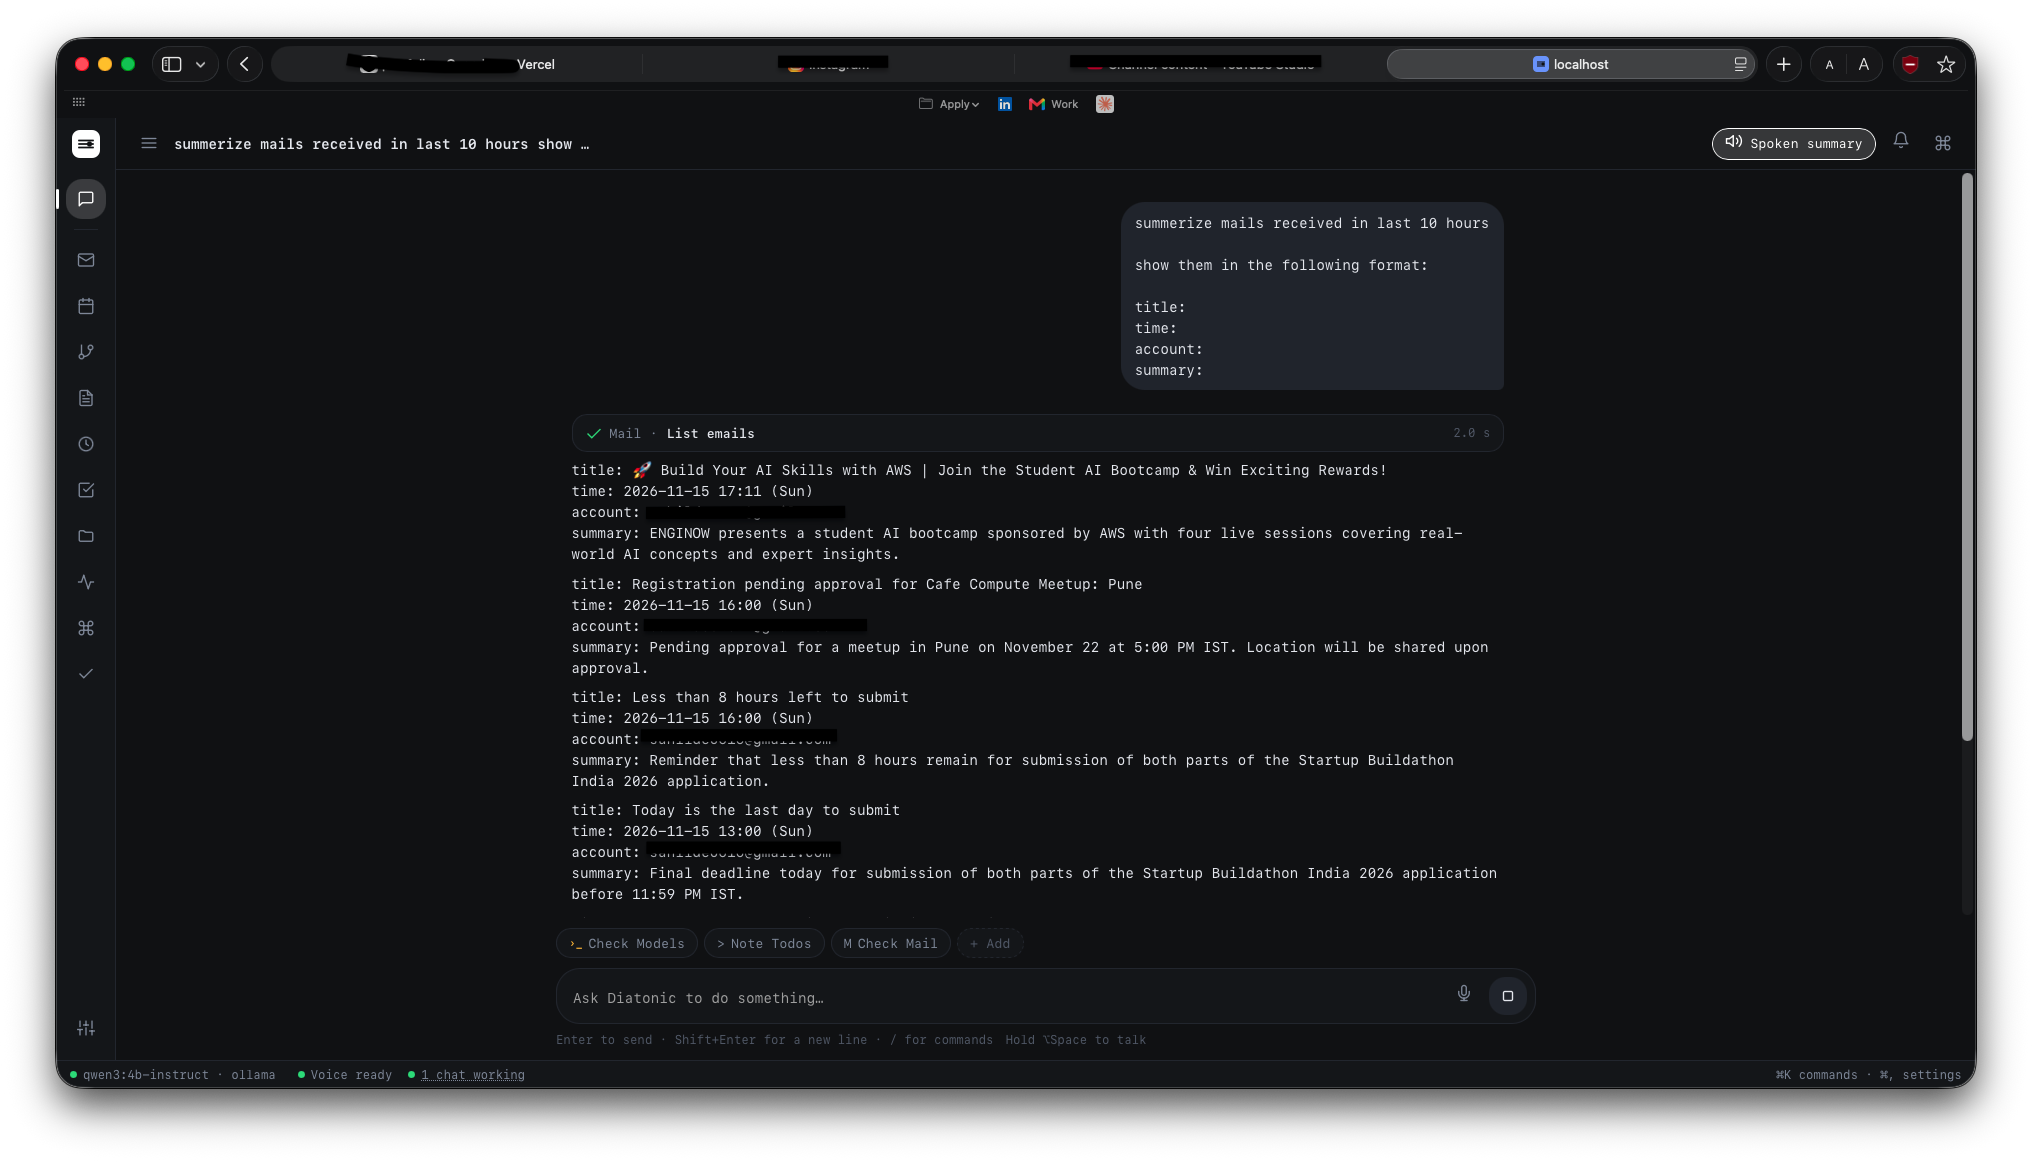 Vercel
localhost
A A
Apply
in
Work
summerize mails received in last 10 hours show …
Spoken summary
summerize mails received in last 10 hours
show them in the following format:
title:
time:
account:
summary:
Mail · List emails 2.0 s
title: 🚀 Build Your AI Skills with AWS | Join the Student AI Bootcamp & Win Exciting Rewards!
time: 2026-11-15 17:11 (Sun)
account:
summary: ENGINOW presents a student AI bootcamp sponsored by AWS with four live sessions covering real-
world AI concepts and expert insights.
title: Registration pending approval for Cafe Compute Meetup: Pune
time: 2026-11-15 16:00 (Sun)
account:
summary: Pending approval for a meetup in Pune on November 22 at 5:00 PM IST. Location will be shared upon
approval.
title: Less than 8 hours left to submit
time: 2026-11-15 16:00 (Sun)
account:
summary: Reminder that less than 8 hours remain for submission of both parts of the Startup Buildathon
India 2026 application.
title: Today is the last day to submit
time: 2026-11-15 13:00 (Sun)
account:
summary: Final deadline today for submission of both parts of the Startup Buildathon India 2026 application
before 11:59 PM IST.
›_ Check Models
> Note Todos
M Check Mail
+ Add
Ask Diatonic to do something…
Enter to send · Shift+Enter for a new line · / for commands Hold ⌥Space to talk
qwen3:4b-instruct · ollama
Voice ready
1 chat working
⌘K commands · ⌘, settings